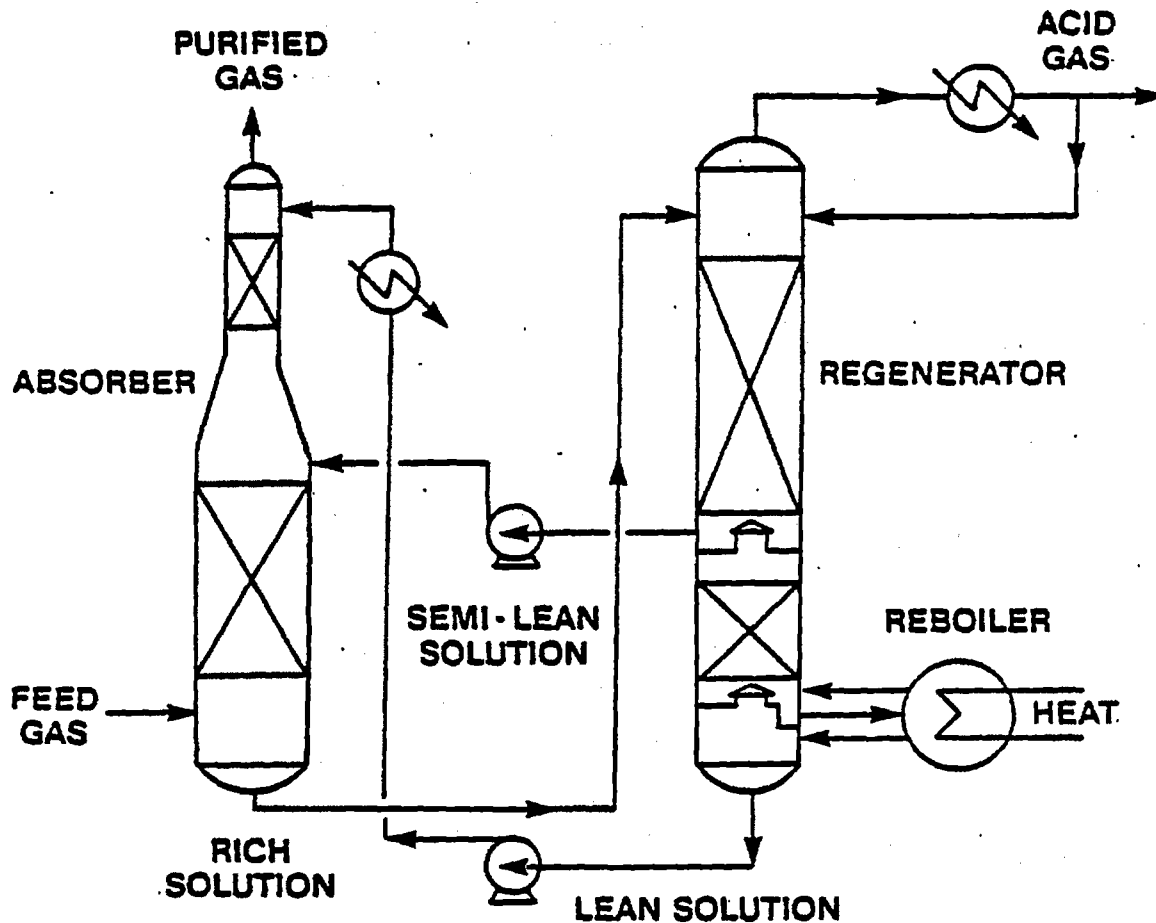 PURIFIED
GAS
ACID
GAS
ABSORBER
REGENERATOR
SEMI-LEAN
SOLUTION
REBOILER
FEED
GAS
HEAT
RICH
SOLUTION
LEAN SOLUTION